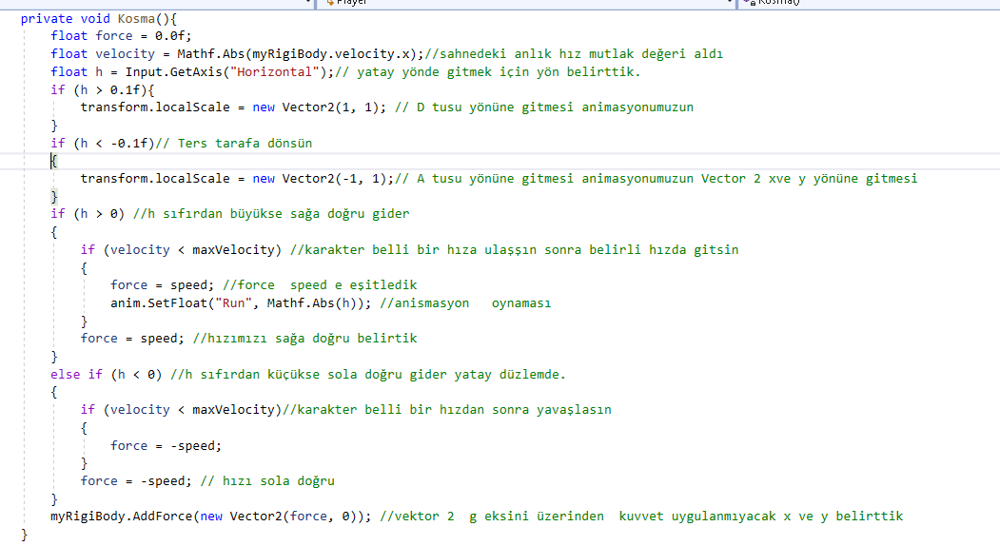 Player
Kosma()
private void Kosma(){
float force = 0.0f;
float velocity = Mathf.Abs(myRigiBody.velocity.x);//sahnedeki anlık hız mutlak değeri aldı
float h = Input.GetAxis("Horizontal");// yatay yönde gitmek için yön belirttik.
if (h > 0.1f){
transform.localScale = new Vector2(1, 1); // D tusu yönüne gitmesi animasyonumuzun
}
if (h < -0.1f)// Ters tarafa dönsün
{
transform.localScale = new Vector2(-1, 1);// A tusu yönüne gitmesi animasyonumuzun Vector 2 xve y yönüne gitmesi
}
if (h > 0) //h sıfırdan büyükse sağa doğru gider
{
if (velocity < maxVelocity) //karakter belli bir hıza ulaşşın sonra belirli hızda gitsin
{
force = speed; //force  speed e eşitledik
anim.SetFloat("Run", Mathf.Abs(h)); //anismasyon   oynaması
}
force = speed; //hızımızı sağa doğru belirtik
}
else if (h < 0) //h sıfırdan küçükse sola doğru gider yatay düzlemde.
{
if (velocity < maxVelocity)//karakter belli bir hızdan sonra yavaşlasın
{
force = -speed;
}
force = -speed; // hızı sola doğru
}
myRigiBody.AddForce(new Vector2(force, 0)); //vektor 2  g eksini üzerinden  kuvvet uygulanmıyacak x ve y belirttik
}